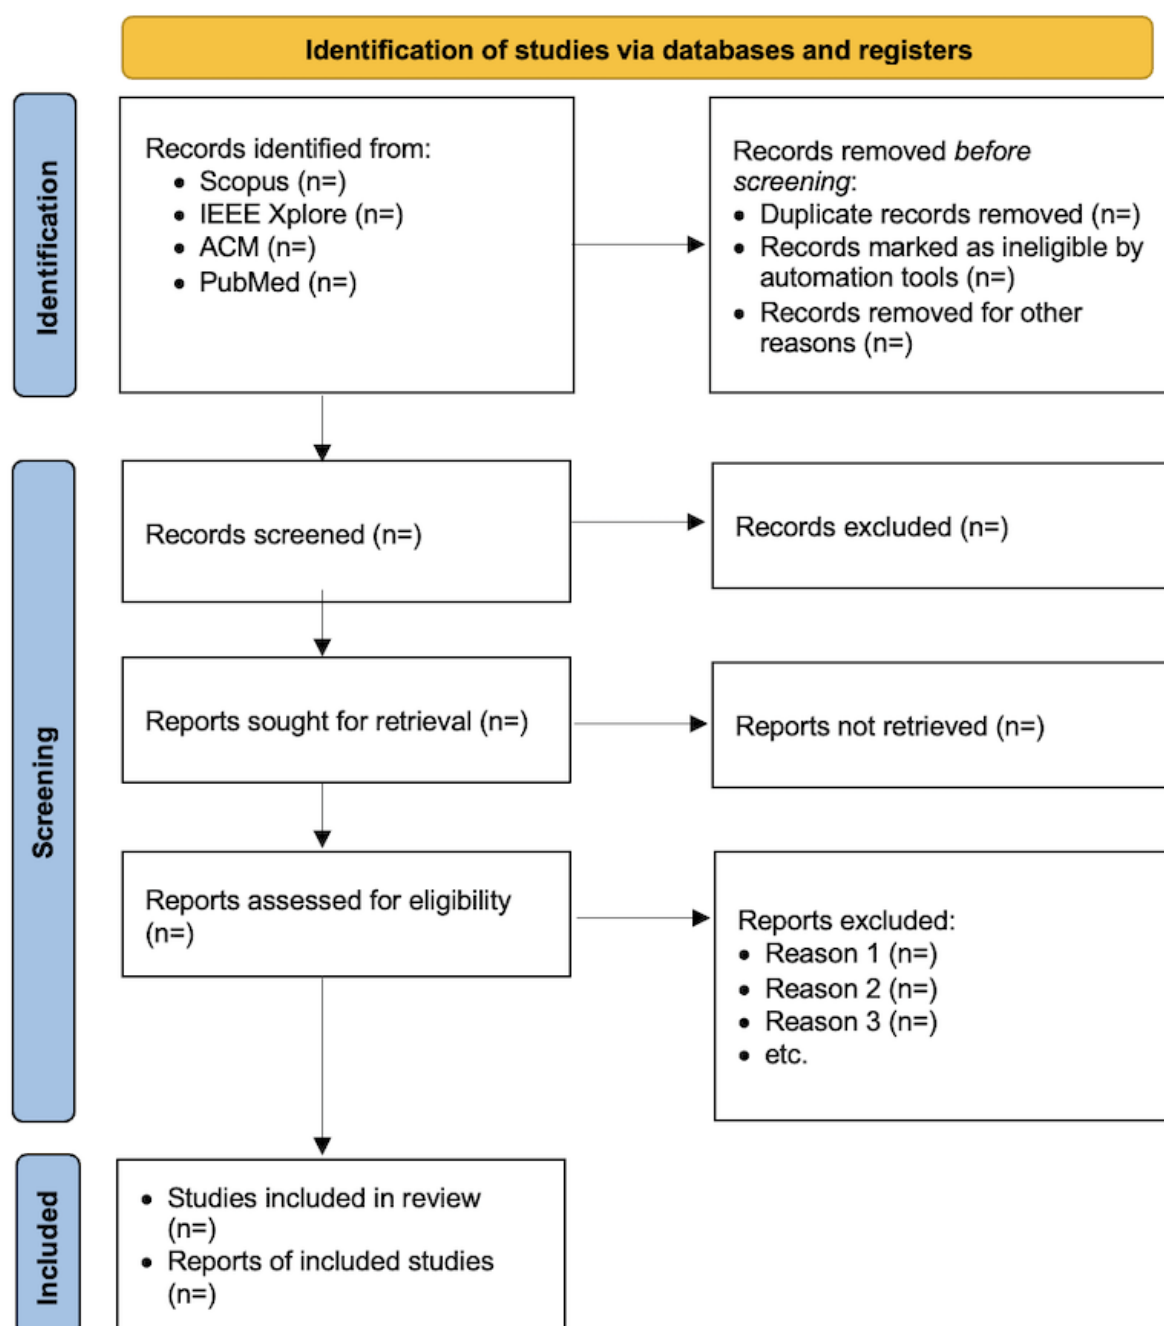 Identification of studies via databases and registers
Identification
Records identified from:
• Scopus (n=)
• IEEE Xplore (n=)
• ACM (n=)
• PubMed (n=)
Records removed before
screening:
• Duplicate records removed (n=)
• Records marked as ineligible by
automation tools (n=)
• Records removed for other
reasons (n=)
Screening
Records screened (n=)
Records excluded (n=)
Reports sought for retrieval (n=)
Reports not retrieved (n=)
Reports assessed for eligibility
(n=)
Reports excluded:
• Reason 1 (n=)
• Reason 2 (n=)
• Reason 3 (n=)
• etc.
Included
• Studies included in review
(n=)
• Reports of included studies
(n=)